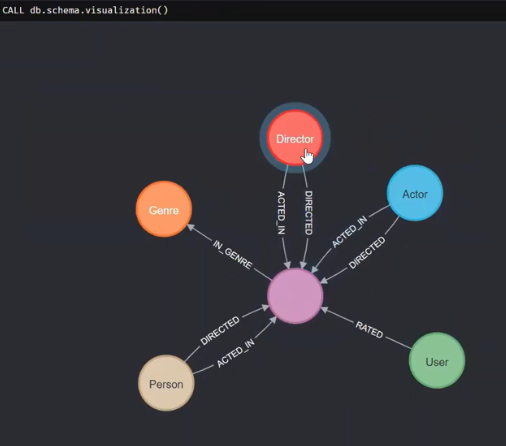 CALL db.schema.visualization()
Director
Actor
Genre
ACTED_IN
DIRECTED
ACTED_IN
DIRECTED
IN_GENRE
RATED
DIRECTED
ACTED_IN
User
Person